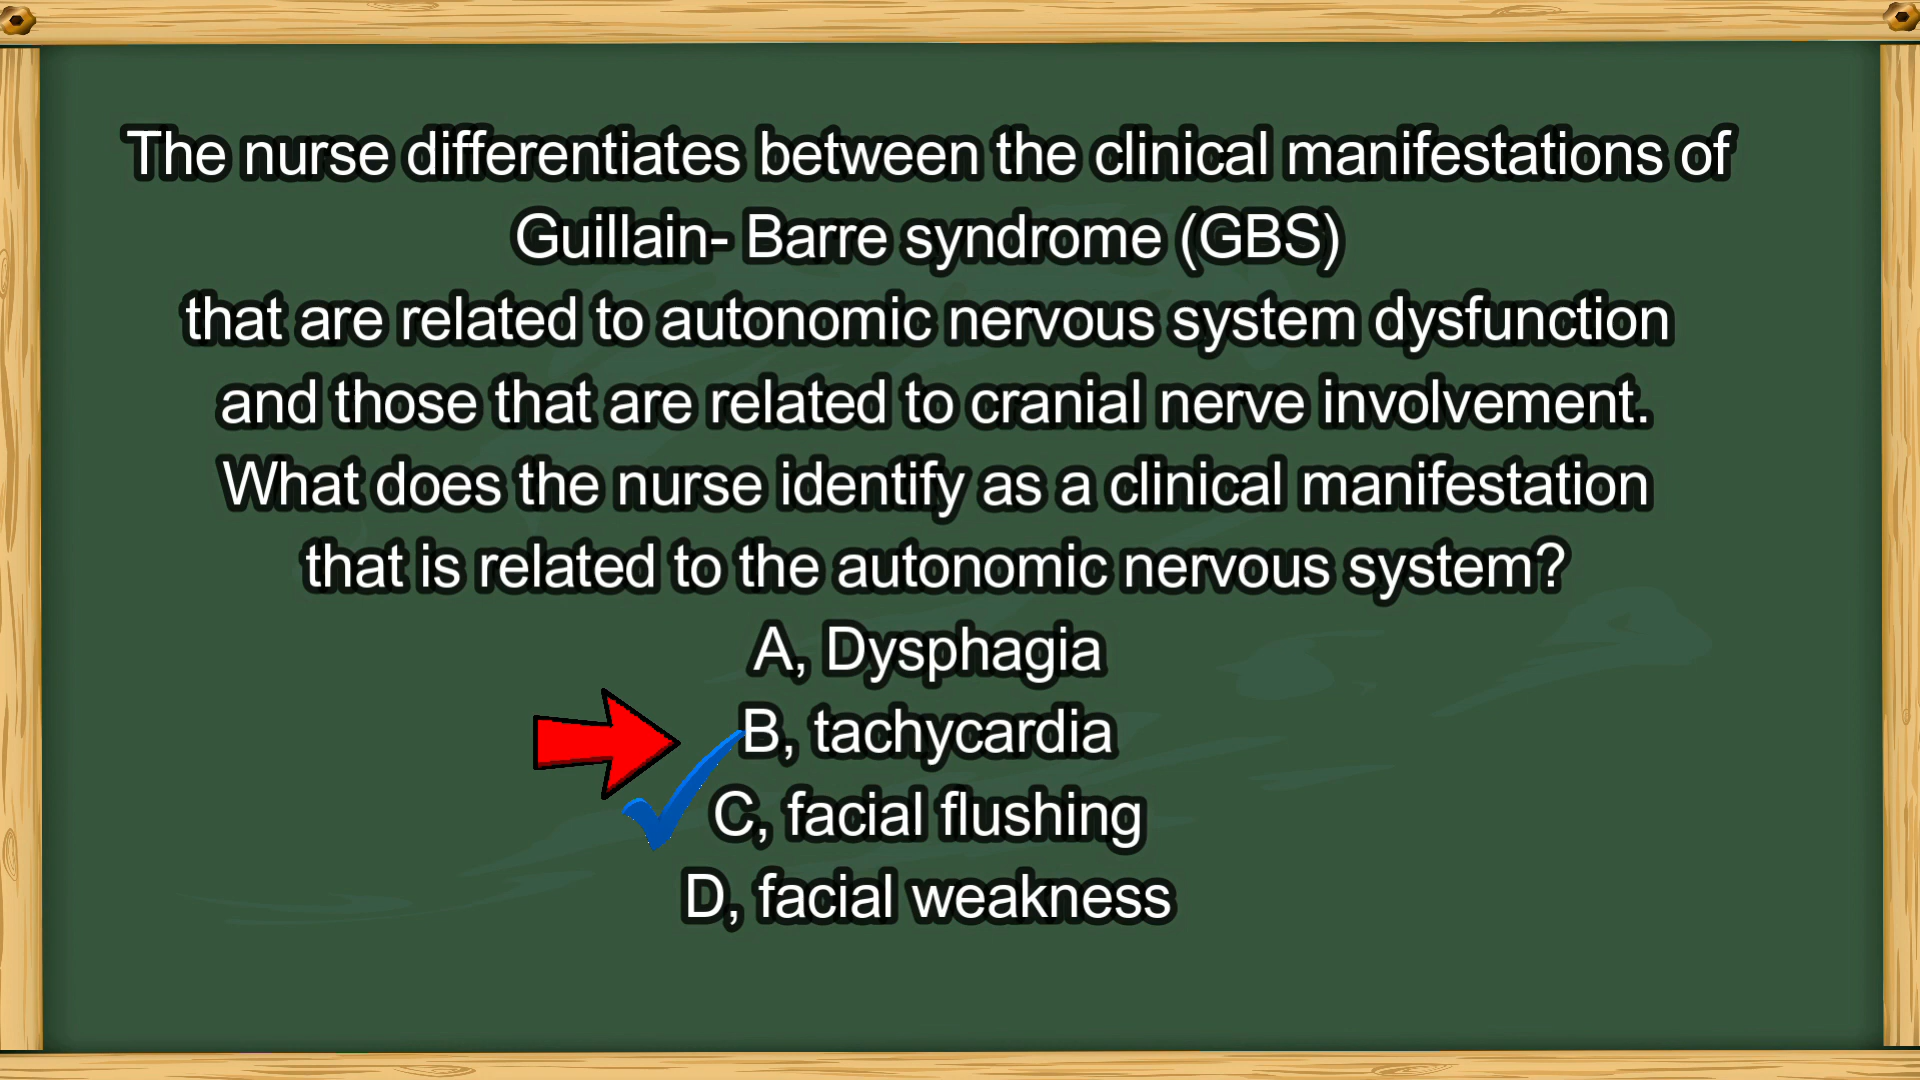 The nurse differentiates between the clinical manifestations of
Guillain- Barre syndrome (GBS)
that are related to autonomic nervous system dysfunction
and those that are related to cranial nerve involvement.
What does the nurse identify as a clinical manifestation
that is related to the autonomic nervous system?
A, Dysphagia
B, tachycardia
C, facial flushing
D, facial weakness